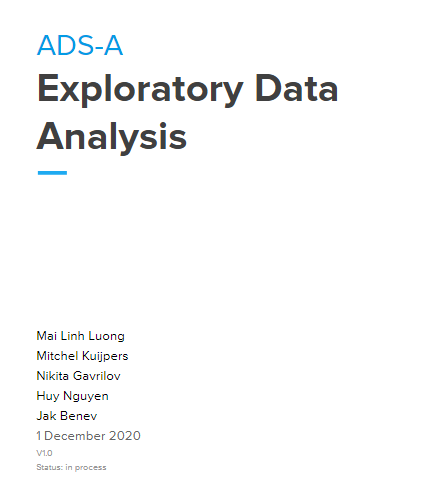 ADS-A
Exploratory Data
Analysis
Mai Linh Luong
Mitchel Kuijpers
Nikita Gavrilov
Huy Nguyen
Jak Benev
1 December 2020
V1.0
Status: in process